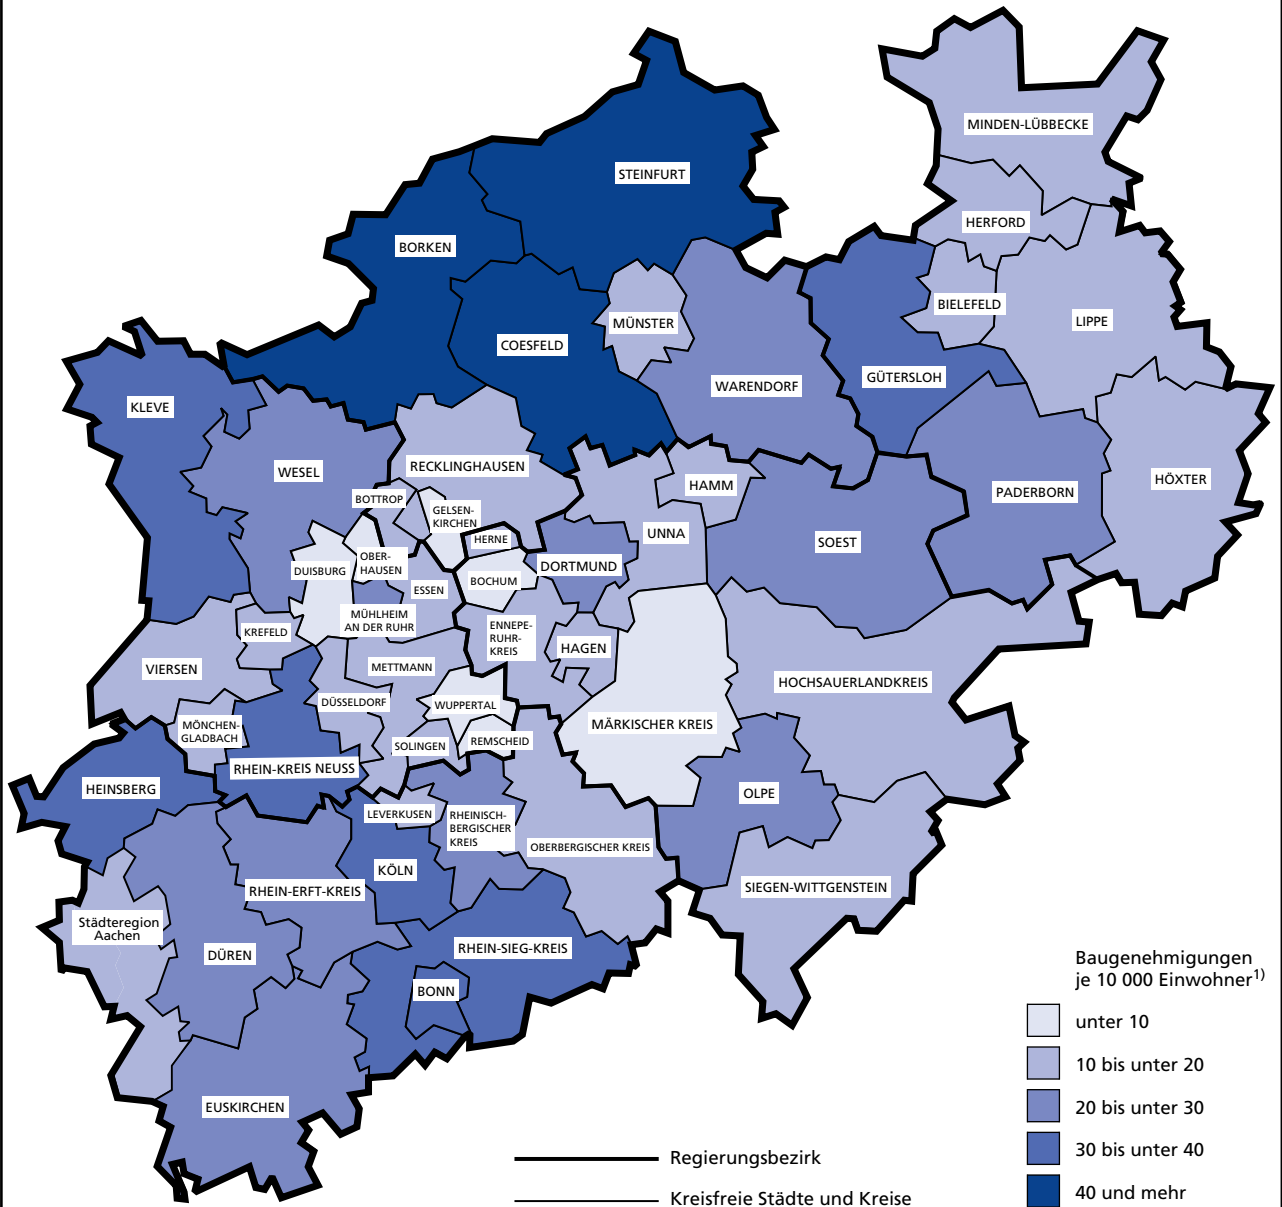 MINDEN-LÜBBECKE
STEINFURT
HERFORD
BORKEN
BIELEFELD
MÜNSTER
LIPPE
COESFELD
GÜTERSLOH
WARENDORF
KLEVE
RECKLINGHAUSEN
WESEL
HÖXTER
HAMM
PADERBORN
BOTTROP
GELSEN-
KIRCHEN
UNNA
HERNE
SOEST
OBER-
HAUSEN
DUISBURG
DORTMUND
BOCHUM
ESSEN
MÜHLHEIM
AN DER RUHR
ENNEPE-
RUHR-
KREIS
KREFELD
HAGEN
METTMANN
VIERSEN
HOCHSAUERLANDKREIS
DÜSSELDORF
WUPPERTAL
MÄRKISCHER KREIS
MÖNCHEN-
GLADBACH
REMSCHEID
SOLINGEN
RHEIN-KREIS NEUSS
HEINSBERG
OLPE
LEVERKUSEN
RHEINISCH-
BERGISCHER
KREIS
OBERBERGISCHER KREIS
KÖLN
RHEIN-ERFT-KREIS
SIEGEN-WITTGENSTEIN
Städteregion
Aachen
RHEIN-SIEG-KREIS
DÜREN
BONN
EUSKIRCHEN
Baugenehmigungen
je 10 000 Einwohner1)
unter 10
10 bis unter 20
20 bis unter 30
30 bis unter 40
40 und mehr
Regierungsbezirk
Kreisfreie Städte und Kreise